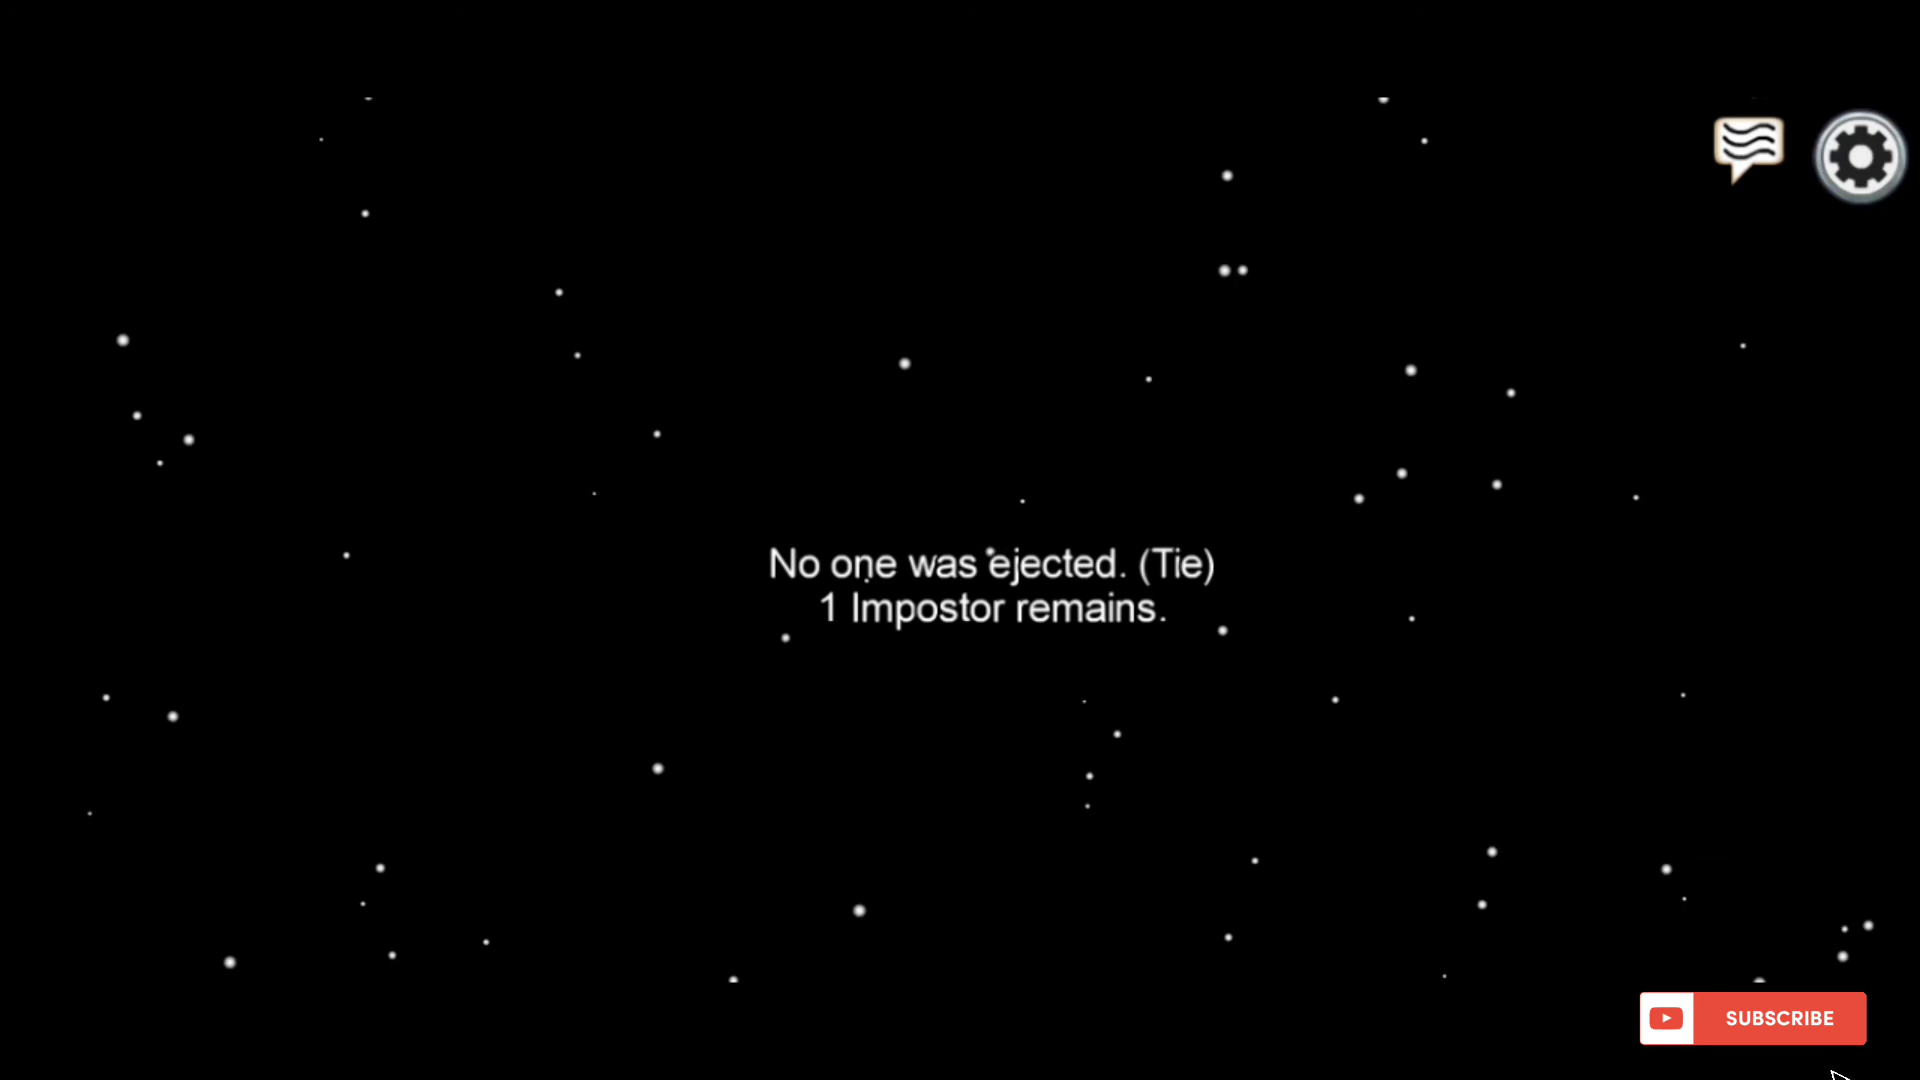 No one was ejected. (Tie)
1 Impostor remains.
SUBSCRIBE